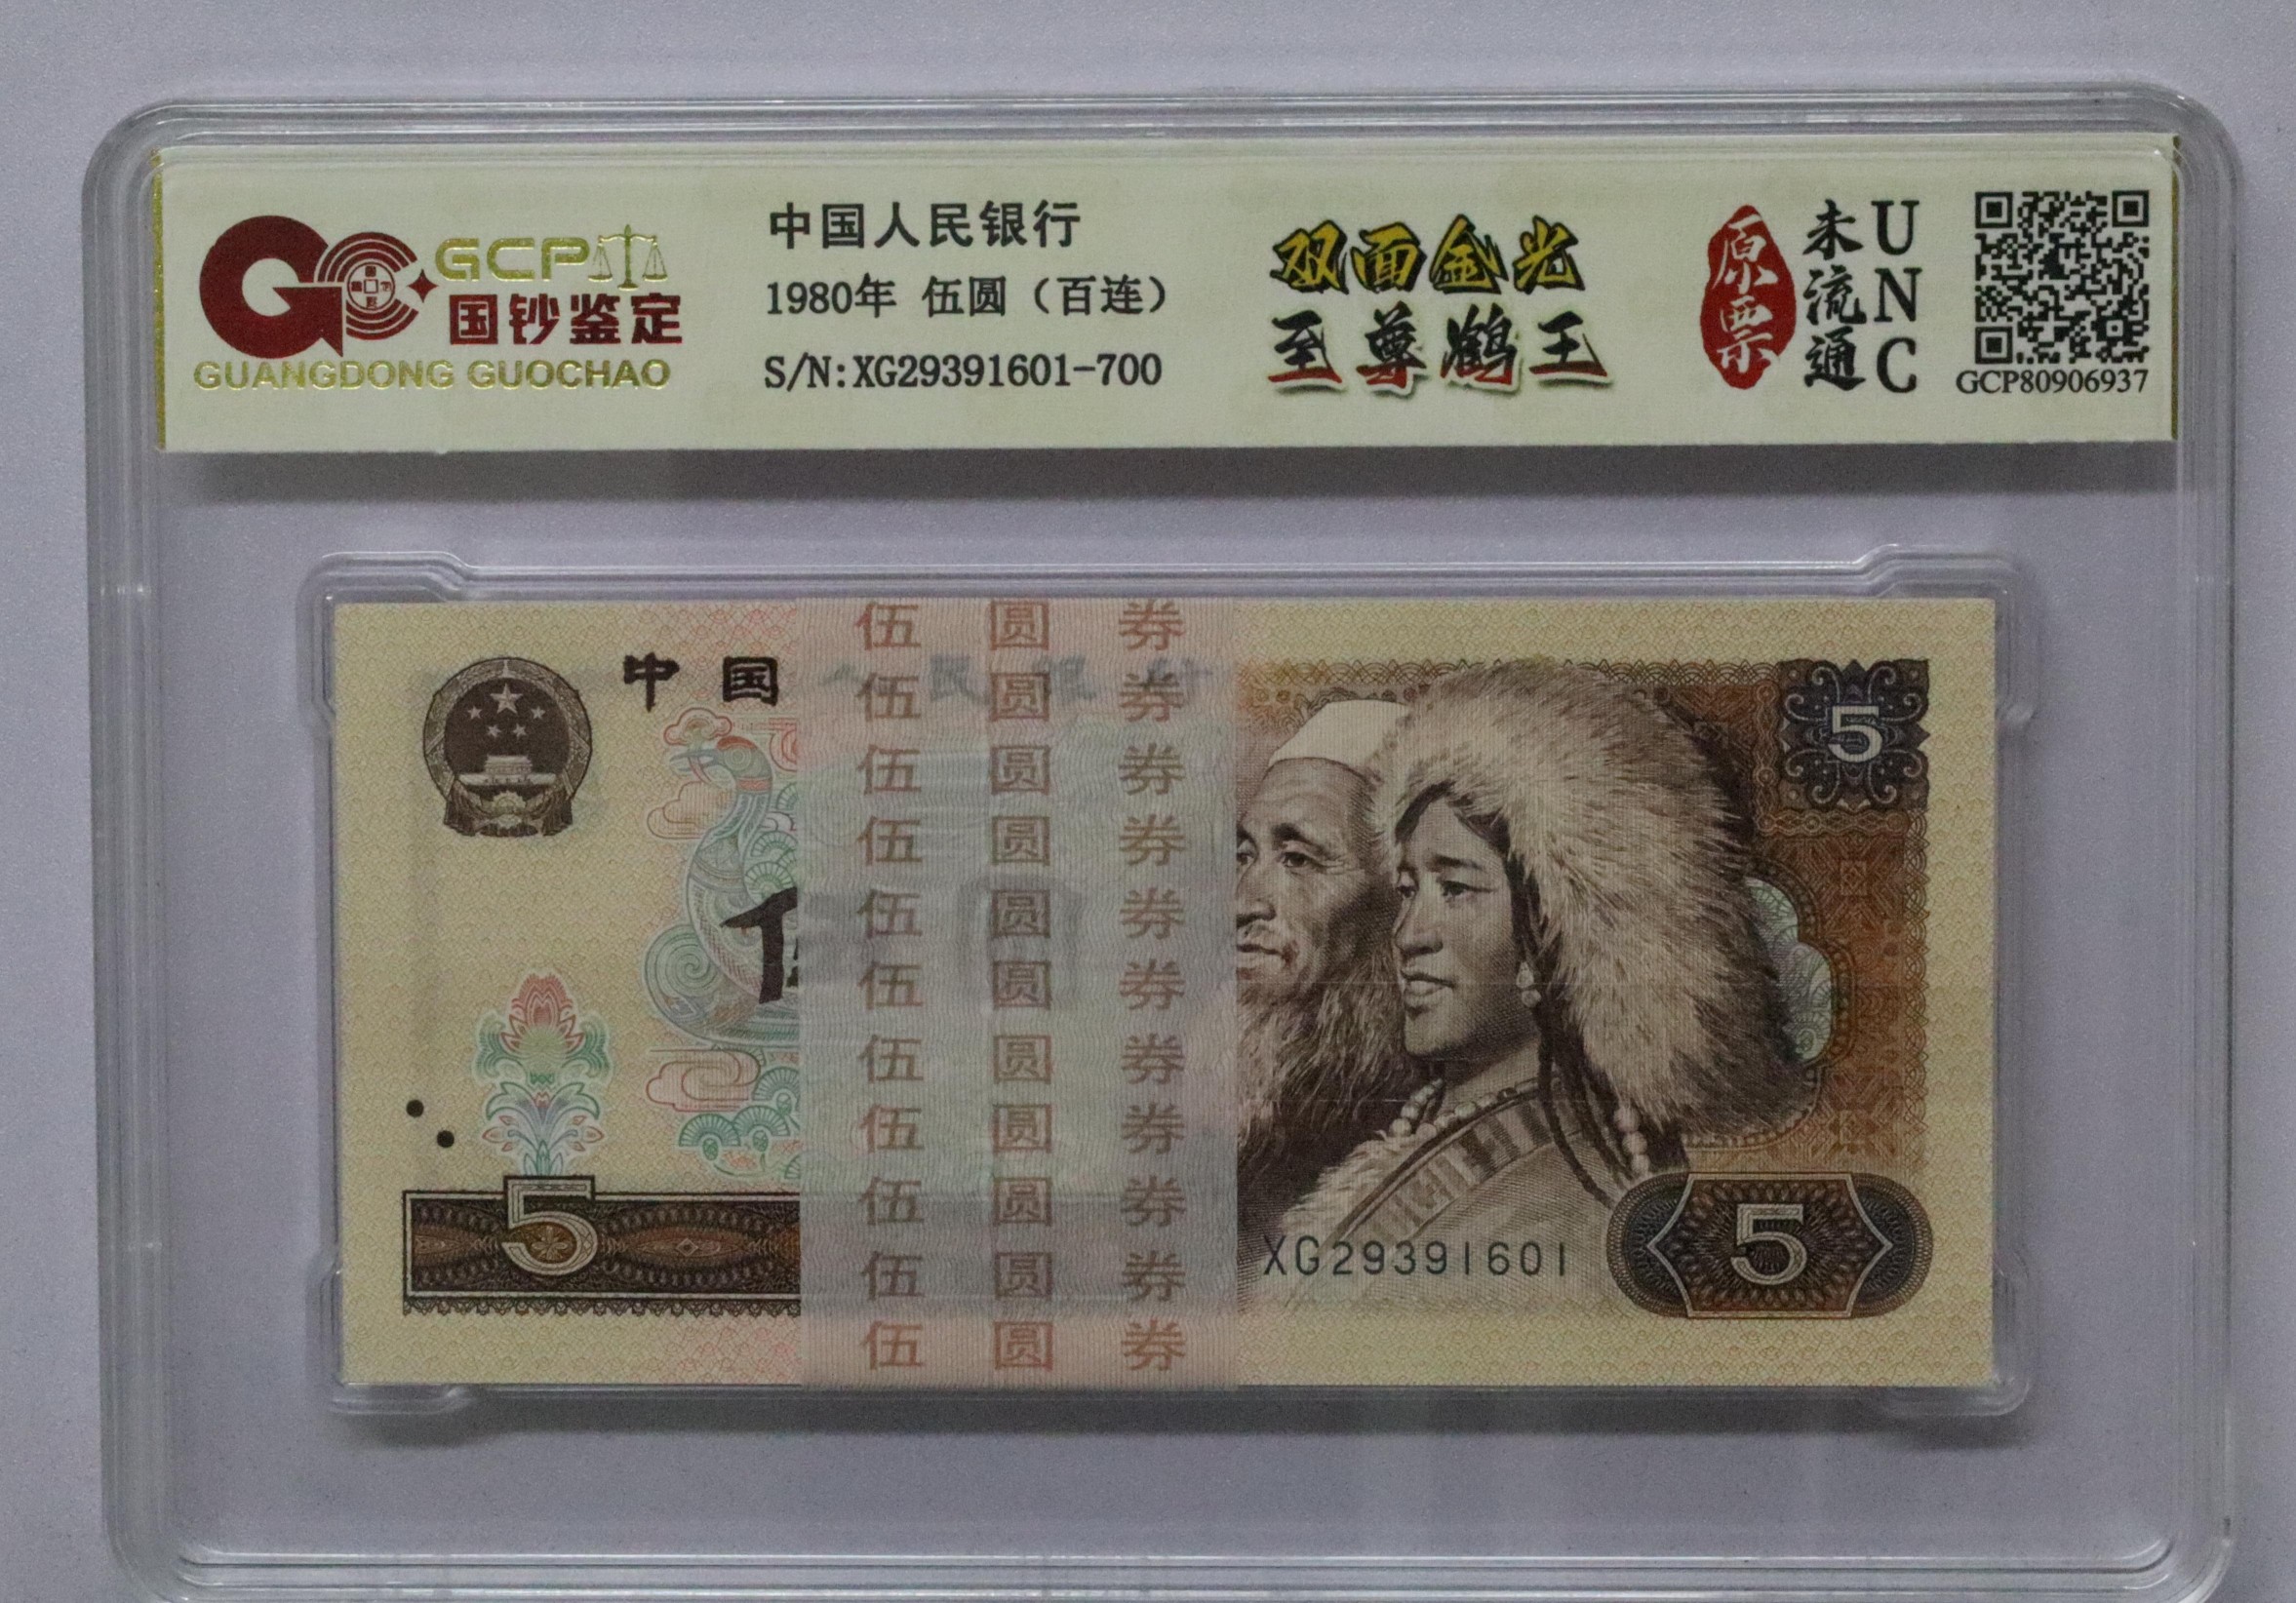 GCP
国钞鉴定
GUANGDONG GUOCHAO
中国人民银行
1980年 伍圆（百连）
S/N:XG29391601-700
双面金光
至尊鹤王
原票
未流通
UNC
GCP80906937
中国
5
伍 圆 券
伍 圆 券
伍 圆 券
伍 圆 券
伍 圆 券
伍 圆 券
伍 圆 券
伍 圆 券
伍 圆 券
伍 圆 券
伍 圆 券
5
XG29391601
5